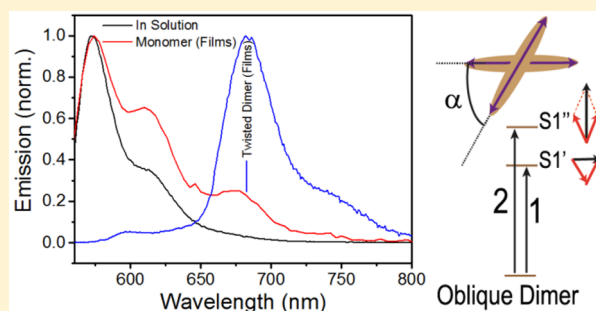 In Solution
Monomer (Films)
Emission (norm.)
1.0
0.8
0.6
0.4
0.2
0.0
Twisted Dimer (Films)
600
650
700
750
800
Wavelength (nm)
α
S1"
S1'
2
1
Oblique Dimer